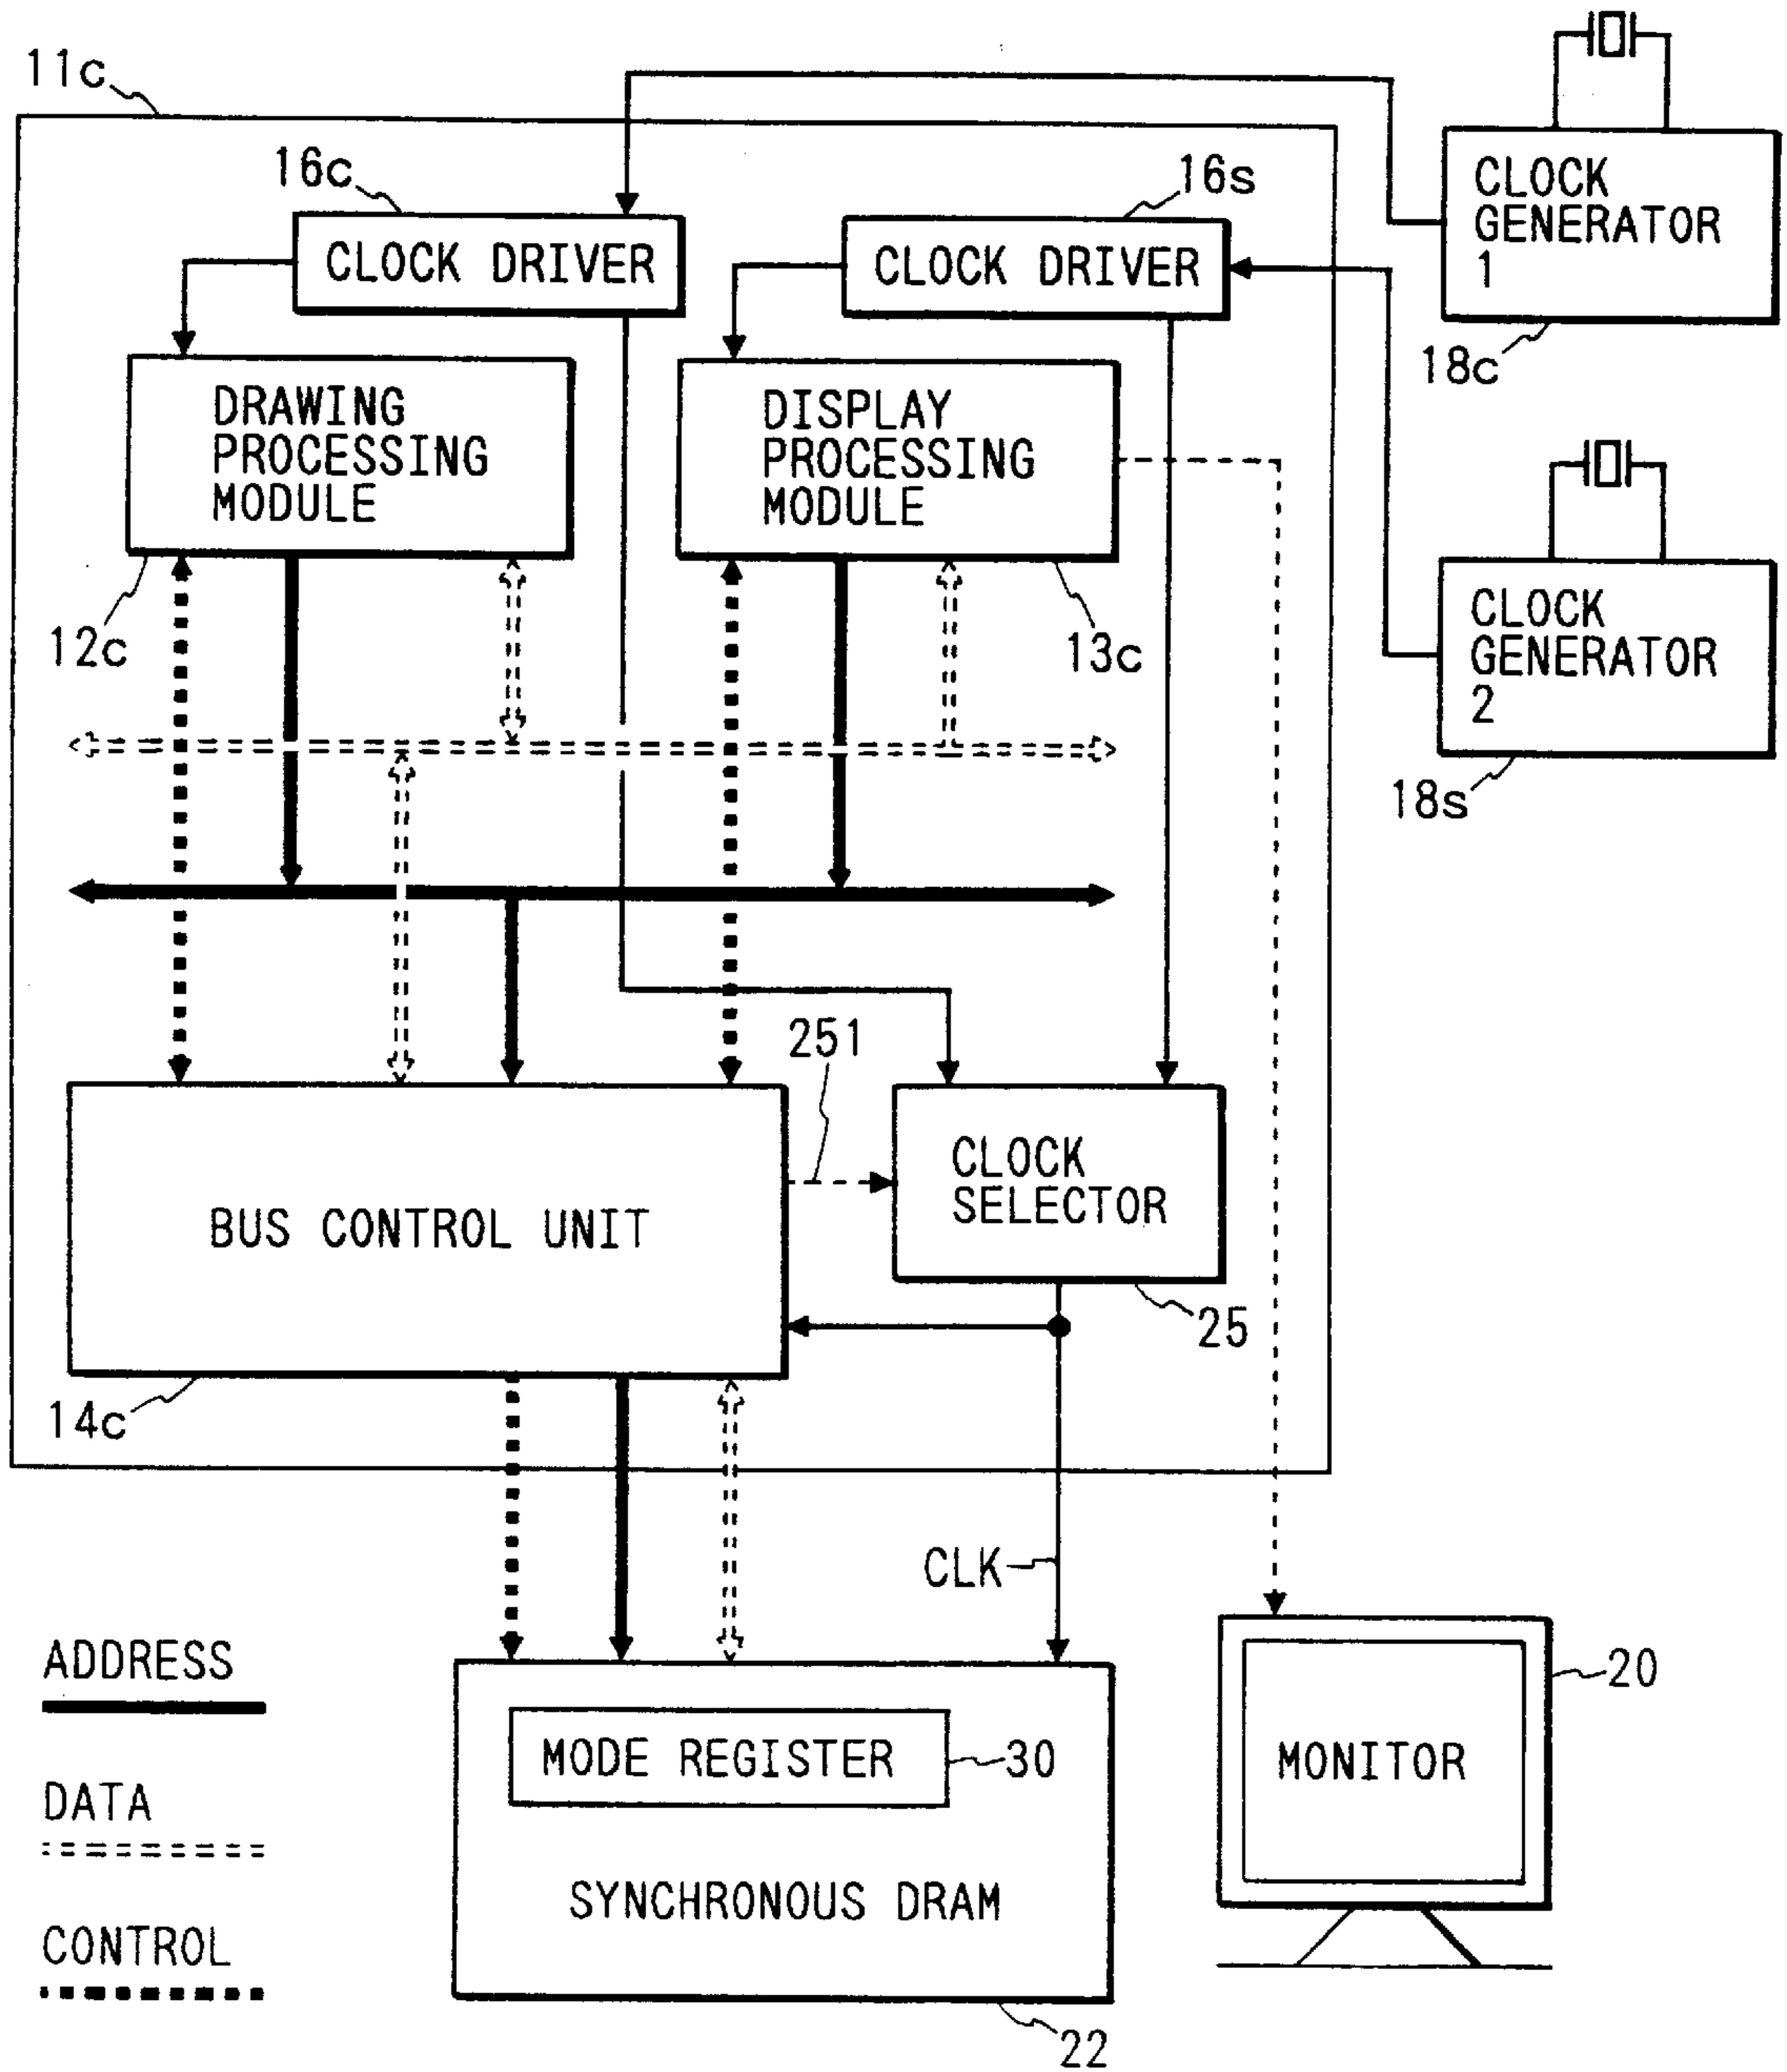 11c
16c
16s
CLOCK
GENERATOR
1
CLOCK DRIVER
CLOCK DRIVER
18c
DRAWING
PROCESSING
MODULE
DISPLAY
PROCESSING
MODULE
CLOCK
GENERATOR
2
12c
13c
18s
251
CLOCK
SELECTOR
BUS CONTROL UNIT
25
14c
CLK
ADDRESS
20
MODE REGISTER
30
MONITOR
DATA
SYNCHRONOUS DRAM
CONTROL
22